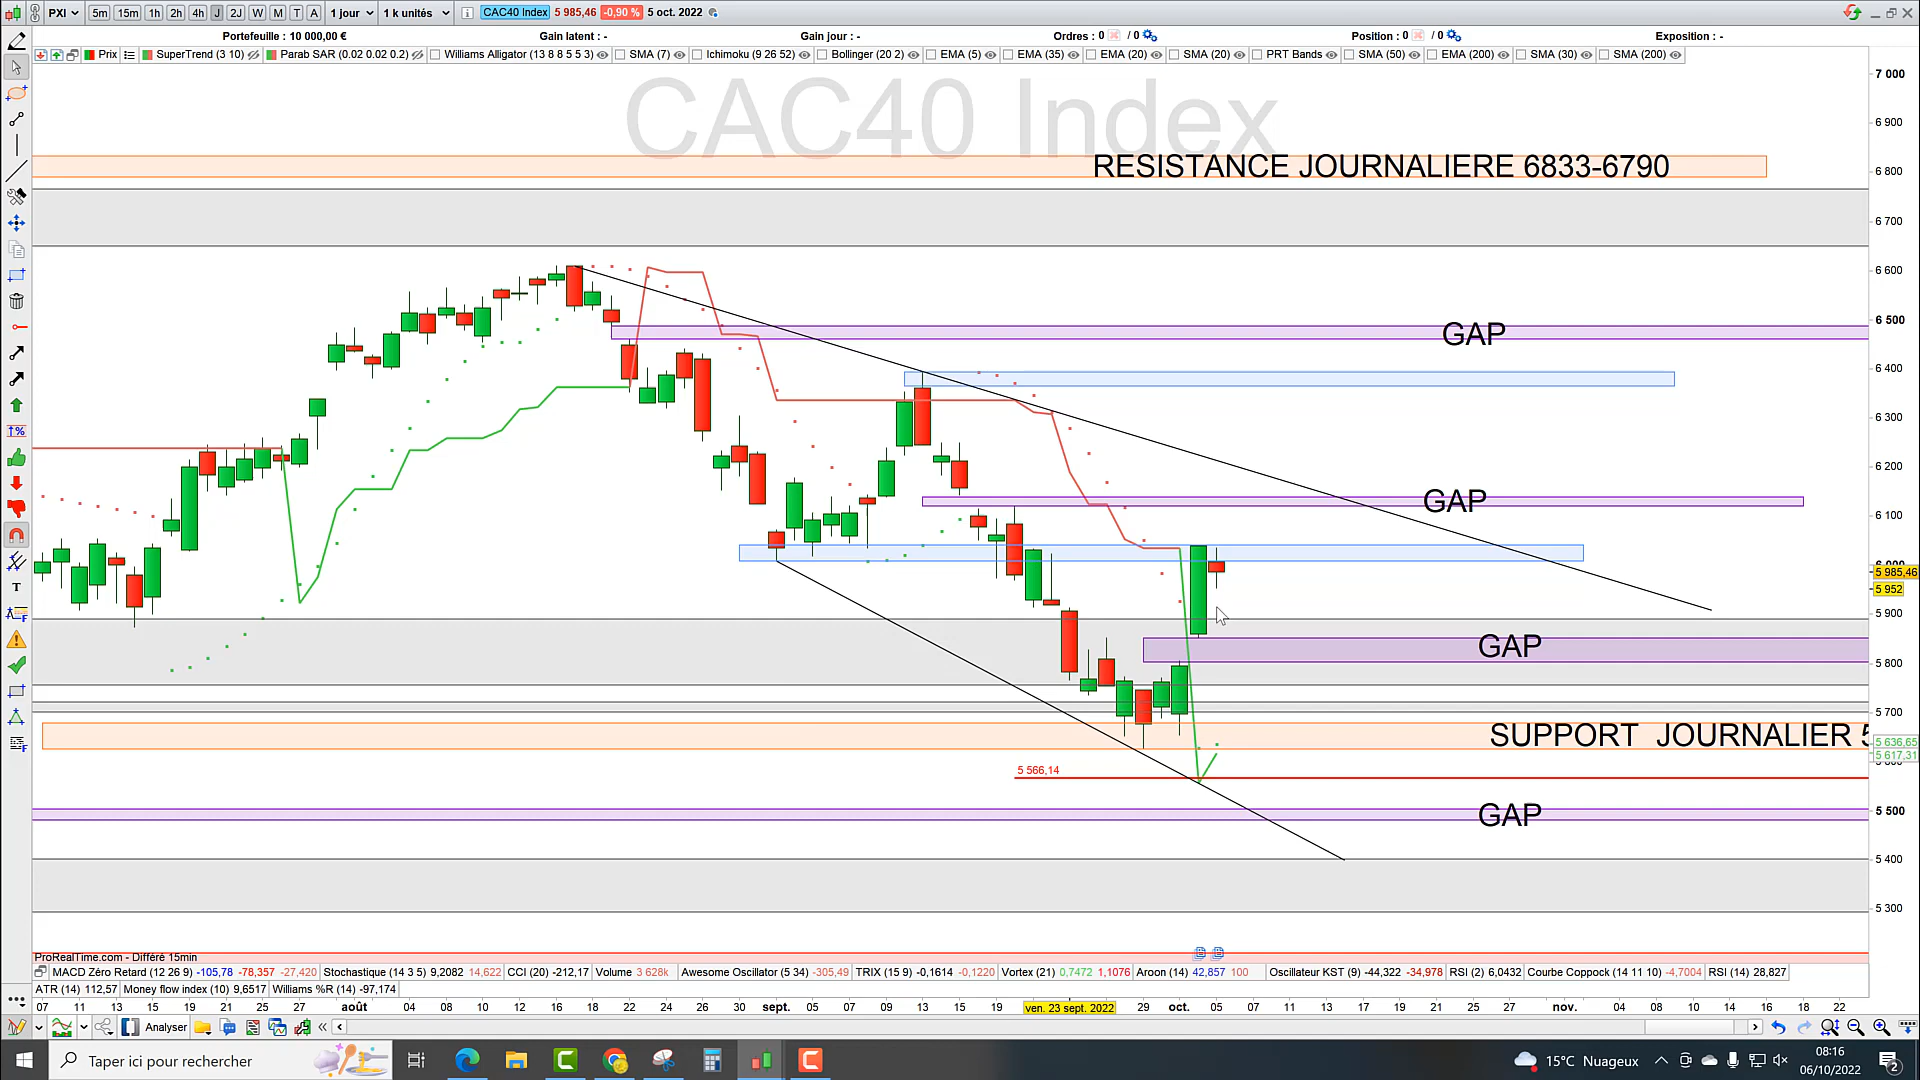 PXI 5m 15m 1h 2h 4h J 2J W M T A 1 jour 1 k unités CAC40 Index 5 985,46 -0,90 % 5 oct. 2022
Portefeuille : 10 000,00 € Gain latent : - Gain jour : - Ordres : 0 / 0 Position : 0 / 0 Exposition : -
Prix SuperTrend (3 10) Parab SAR (0.02 0.02 0.2) Williams Alligator (13 8 8 5 5 3) SMA (7) Ichimoku (9 26 52) Bollinger (20 2) EMA (5) EMA (35) EMA (20) SMA (20) PRT Bands SMA (50) EMA (200) SMA (30) SMA (200)
CAC40 Index
7 000
6 900
RESISTANCE JOURNALIERE 6833-6790
6 800
6 700
6 600
6 500
GAP
6 400
6 300
6 200
GAP
6 100
5 985,46
5 952
5 900
GAP
5 800
5 700
SUPPORT JOURNALIER 5
5 636,65
5 617,31
5 566,14
5 500
GAP
5 400
5 300
ProRealTime.com - Différé 15min
MACD Zéro Retard (12 26 9) -105,78 -78,357 -27,420 Stochastique (14 3 5) 9,2082 14,622 CCI (20) -212,17 Volume 3 628k Awesome Oscillator (5 34) -305,49 TRIX (15 9) -0,1614 -0,1220 Vortex (21) 0,7472 1,1076 Aroon (14) 42,857 100 Oscillateur KST (9) -44,322 -34,978 RSI (2) 6,0432 Courbe Coppock (14 11 10) -4,7004 RSI (14) 28,827
ATR (14) 112,57 Money flow index (10) 9,6517 Williams %R (14) -97,174
07 11 13 15 19 21 25 27 août 04 08 10 12 16 18 22 24 26 30 sept. 05 07 09 13 15 19 ven. 23 sept. 2022 29 oct. 05 07 11 13 17 19 21 25 27 nov. 04 08 10 14 16 18 22
Analyser
Taper ici pour rechercher
15°C Nuageux
08:16
06/10/2022
2